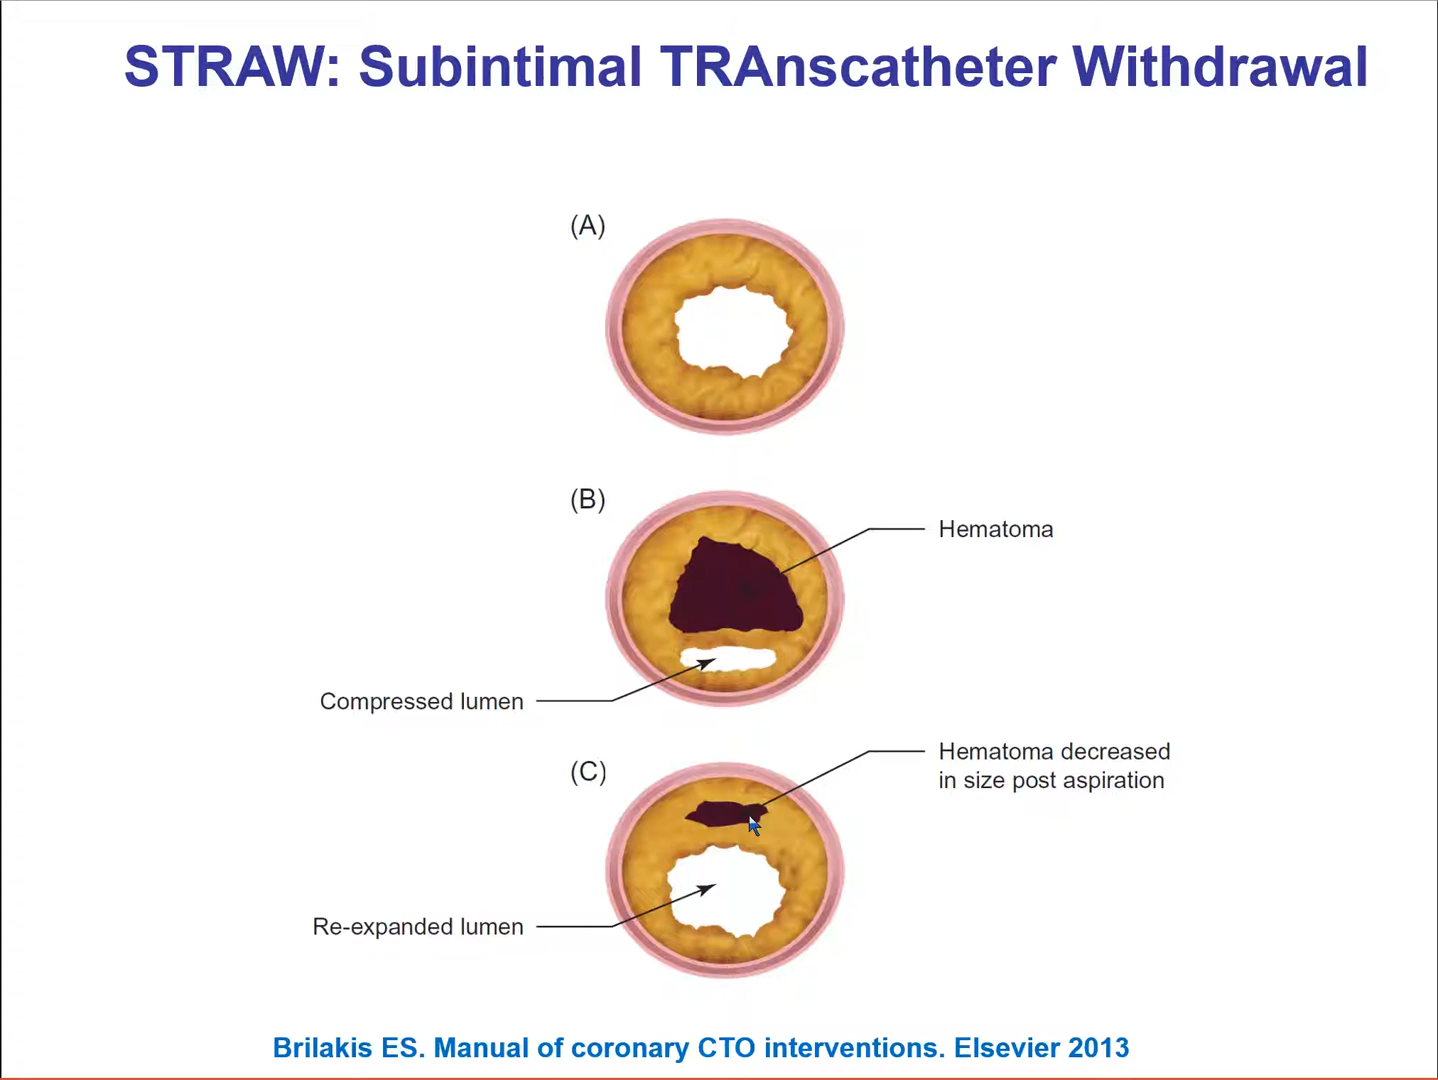 STRAW: Subintimal TRAnscatheter Withdrawal
(A)
(B)
Hematoma
Compressed lumen
(C)
Hematoma decreased
in size post aspiration
Re-expanded lumen
Brilakis ES. Manual of coronary CTO interventions. Elsevier 2013